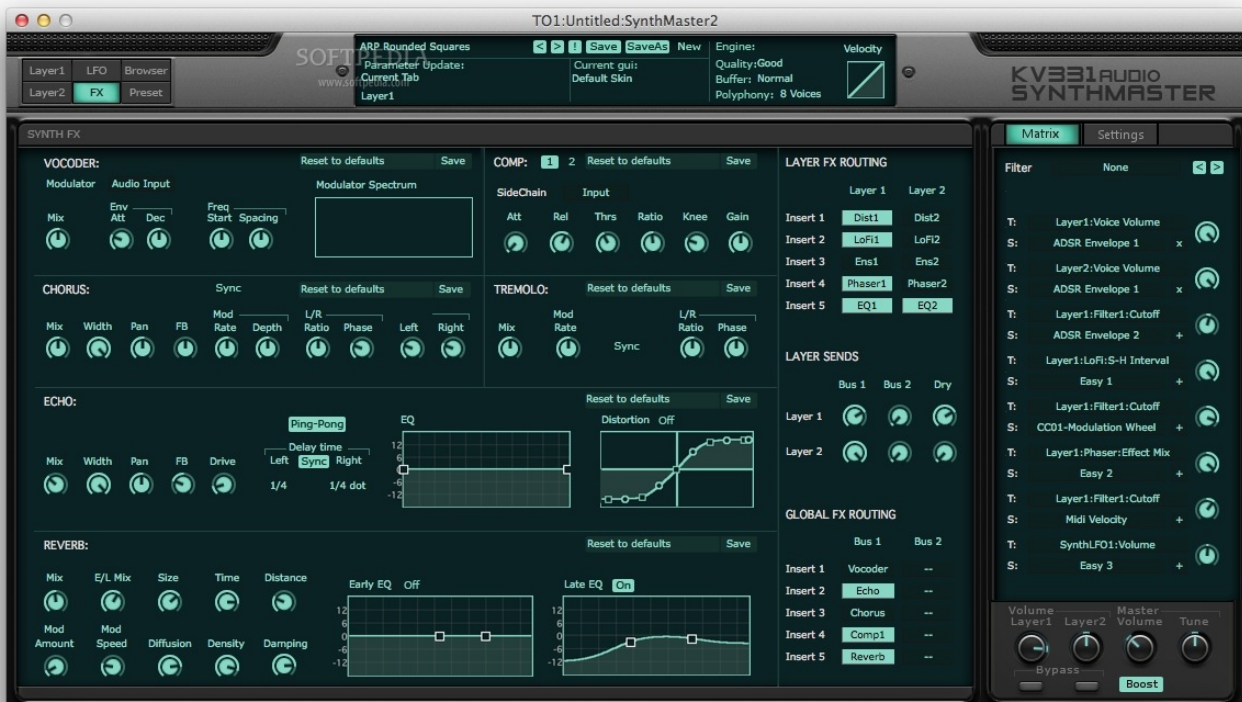 TO1:Untitled:SynthMaster2
SOFTPEDIA
www.softpedia.com
Layer1 LFO Browser
Layer2 FX Preset
ARP Rounded Squares < > ! Save SaveAs New
Parameter Update: Current gui:
Current Tab Default Skin
Layer1
Engine: Velocity
Quality:Good
Buffer: Normal
Polyphony: 8 Voices
KV331 AUDIO
SYNTHMASTER
SYNTH FX
VOCODER: Reset to defaults Save
Modulator Audio Input Modulator Spectrum
Env Freq
Mix Att Dec Start Spacing
COMP: 1 2 Reset to defaults Save
SideChain Input
Att Rel Thrs Ratio Knee Gain
CHORUS: Sync Reset to defaults Save
Mod L/R
Mix Width Pan FB Rate Depth Ratio Phase Left Right
TREMOLO: Reset to defaults Save
Mod L/R
Mix Rate Sync Ratio Phase
ECHO: Reset to defaults Save
Ping-Pong EQ Distortion Off
Delay time
Mix Width Pan FB Drive Left Sync Right
1/4 1/4 dot
12
6
0
-6
-12
REVERB: Reset to defaults Save
Mix E/L Mix Size Time Distance
Early EQ Off Late EQ On
Mod Mod
Amount Speed Diffusion Density Damping
12
6
0
-6
-12
12
6
0
-6
-12
LAYER FX ROUTING
Layer 1 Layer 2
Insert 1 Dist1 Dist2
Insert 2 LoFi1 LoFi2
Insert 3 Ens1 Ens2
Insert 4 Phaser1 Phaser2
Insert 5 EQ1 EQ2
LAYER SENDS
Bus 1 Bus 2 Dry
Layer 1
Layer 2
GLOBAL FX ROUTING
Bus 1 Bus 2
Insert 1 Vocoder --
Insert 2 Echo --
Insert 3 Chorus --
Insert 4 Comp1 --
Insert 5 Reverb --
Matrix Settings
Filter None < >
T: Layer1:Voice Volume
S: ADSR Envelope 1 x
T: Layer2:Voice Volume
S: ADSR Envelope 1 x
T: Layer1:Filter1:Cutoff
S: ADSR Envelope 2 +
T: Layer1:LoFi:S-H Interval
S: Easy 1 +
T: Layer1:Filter1:Cutoff
S: CC01-Modulation Wheel +
T: Layer1:Phaser:Effect Mix
S: Easy 2 +
T: Layer1:Filter1:Cutoff
S: Midi Velocity +
T: SynthLFO1:Volume
S: Easy 3 +
Volume Master
Layer1 Layer2 Volume Tune
Bypass
Boost